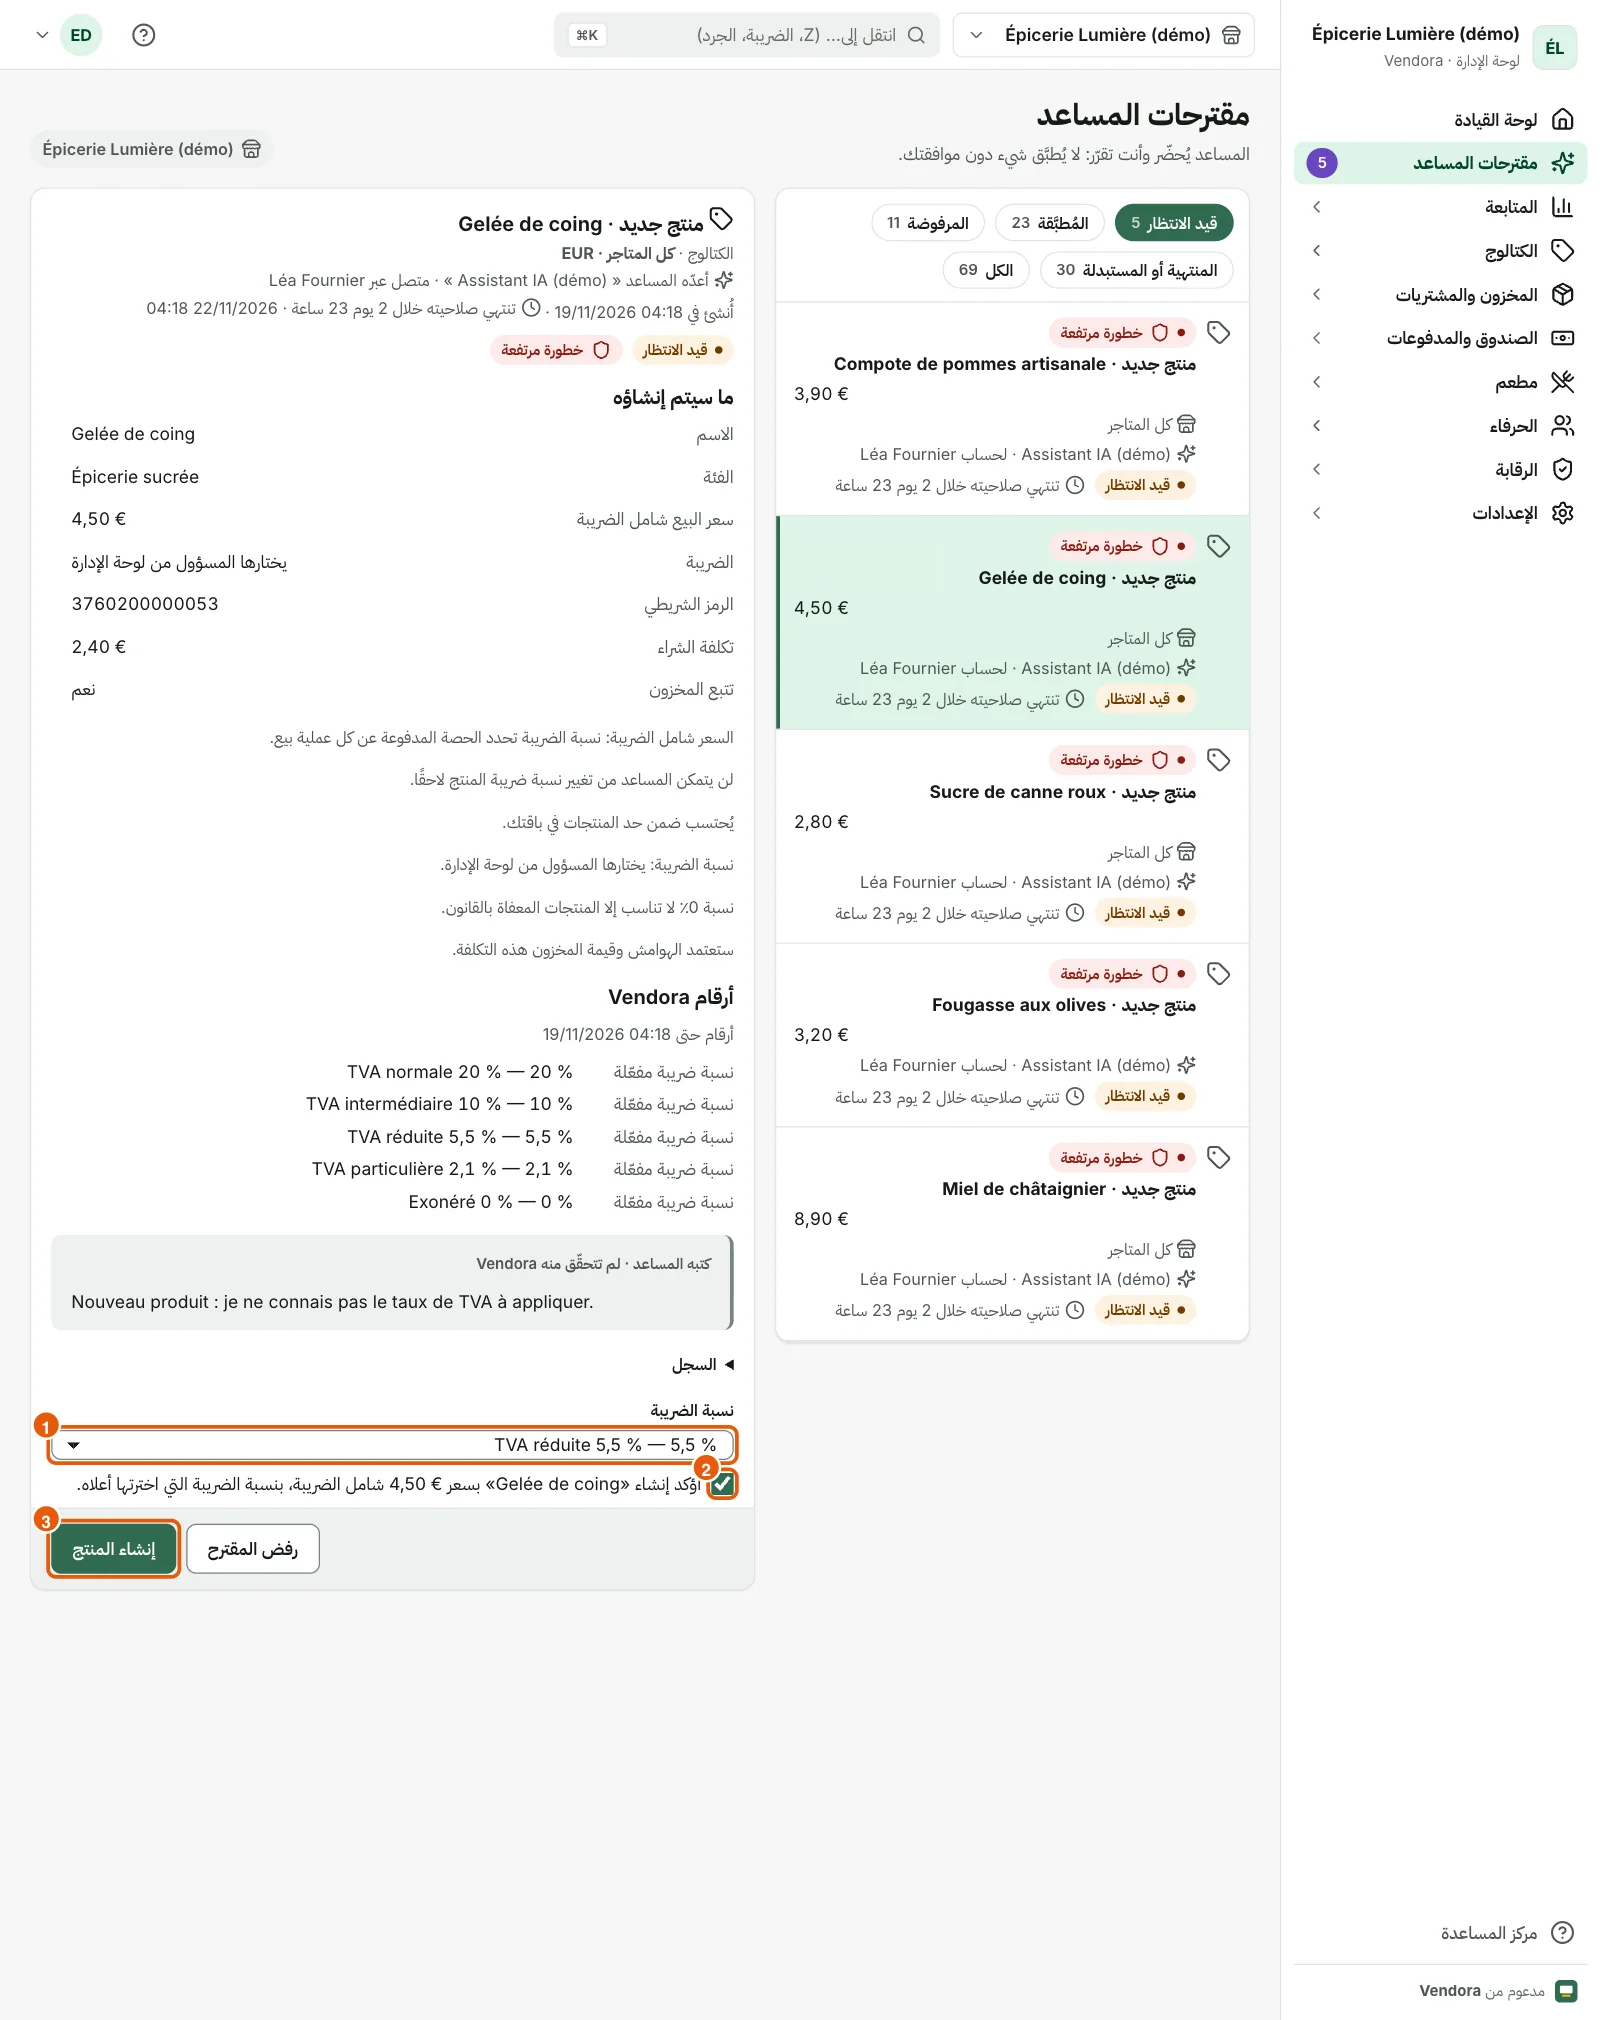 ÉL
Épicerie Lumière (démo)
لوحة الإدارة · Vendora
لوحة القيادة
مقترحات المساعد 5
المتابعة
الكتالوج
المخزون والمشتريات
الصندوق والمدفوعات
مطعم
الحرفاء
الرقابة
الإعدادات
مركز المساعدة
مدعوم من Vendora
Épicerie Lumière (démo)
انتقل إلى... (Z، الضريبة، الجرد) ⌘K
ED
مقترحات المساعد
المساعد يُحضّر وأنت تقرّر: لا يُطبَّق شيء دون موافقتك.
Épicerie Lumière (démo)
قيد الانتظار 5 المُطبَّقة 23 المرفوضة 11
المنتهية أو المستبدلة 30 الكل 69
خطورة مرتفعة
منتج جديد · Compote de pommes artisanale
3,90 €
كل المتاجر
Assistant IA (démo) · لحساب Léa Fournier
قيد الانتظار تنتهي صلاحيته خلال 2 يوم 23 ساعة
خطورة مرتفعة
منتج جديد · Gelée de coing
4,50 €
كل المتاجر
Assistant IA (démo) · لحساب Léa Fournier
قيد الانتظار تنتهي صلاحيته خلال 2 يوم 23 ساعة
خطورة مرتفعة
منتج جديد · Sucre de canne roux
2,80 €
كل المتاجر
Assistant IA (démo) · لحساب Léa Fournier
قيد الانتظار تنتهي صلاحيته خلال 2 يوم 23 ساعة
خطورة مرتفعة
منتج جديد · Fougasse aux olives
3,20 €
Assistant IA (démo) · لحساب Léa Fournier
قيد الانتظار تنتهي صلاحيته خلال 2 يوم 23 ساعة
خطورة مرتفعة
منتج جديد · Miel de châtaignier
8,90 €
كل المتاجر
Assistant IA (démo) · لحساب Léa Fournier
قيد الانتظار تنتهي صلاحيته خلال 2 يوم 23 ساعة
منتج جديد · Gelée de coing
الكتالوج · كل المتاجر · EUR
أعدّه المساعد « Assistant IA (démo) » · متصل عبر Léa Fournier
أُنشئ في 19/11/2026 04:18 · تنتهي صلاحيته خلال 2 يوم 23 ساعة · 22/11/2026 04:18
قيد الانتظار خطورة مرتفعة
ما سيتم إنشاؤه
الاسم Gelée de coing
الفئة Épicerie sucrée
سعر البيع شامل الضريبة 4,50 €
الضريبة يختارها المسؤول من لوحة الإدارة
الرمز الشريطي 3760200000053
تكلفة الشراء 2,40 €
تتبع المخزون نعم
السعر شامل الضريبة: نسبة الضريبة تحدد الحصة المدفوعة عن كل عملية بيع.
لن يتمكن المساعد من تغيير نسبة ضريبة المنتج لاحقًا.
يُحتسب ضمن حد المنتجات في باقتك.
نسبة الضريبة: يختارها المسؤول من لوحة الإدارة.
نسبة 0٪ لا تناسب إلا المنتجات المعفاة بالقانون.
ستعتمد الهوامش وقيمة المخزون هذه التكلفة.
أرقام Vendora
أرقام حتى 19/11/2026 04:18
نسبة ضريبة مفعّلة TVA normale 20 % — 20 %
نسبة ضريبة مفعّلة TVA intermédiaire 10 % — 10 %
نسبة ضريبة مفعّلة TVA réduite 5,5 % — 5,5 %
نسبة ضريبة مفعّلة TVA particulière 2,1 % — 2,1 %
نسبة ضريبة مفعّلة Exonéré 0 % — 0 %
كتبه المساعد · لم تتحقّق منه Vendora
Nouveau produit : je ne connais pas le taux de TVA à appliquer.
السجل
نسبة الضريبة
1
TVA réduite 5,5 % — 5,5 %
2
أؤكد إنشاء «Gelée de coing» بسعر 4,50 € شامل الضريبة، بنسبة الضريبة التي اخترتها أعلاه.
3
رفض المقترح إنشاء المنتج